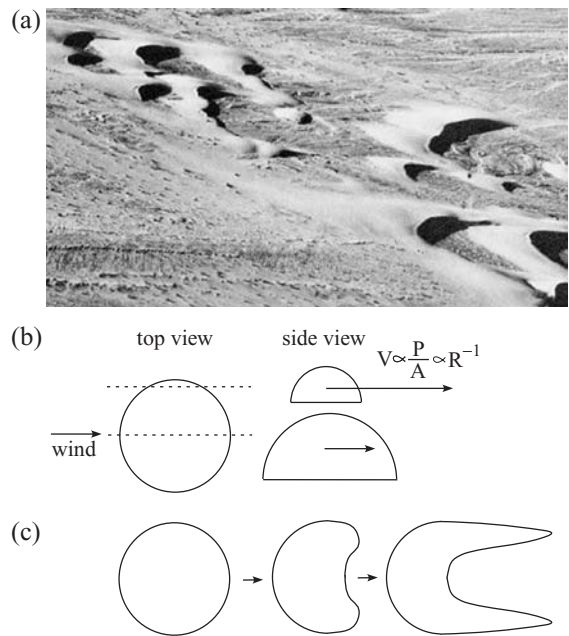 (a)
(b)
top view
side view
V∝P/A∝R⁻¹
wind
(c)